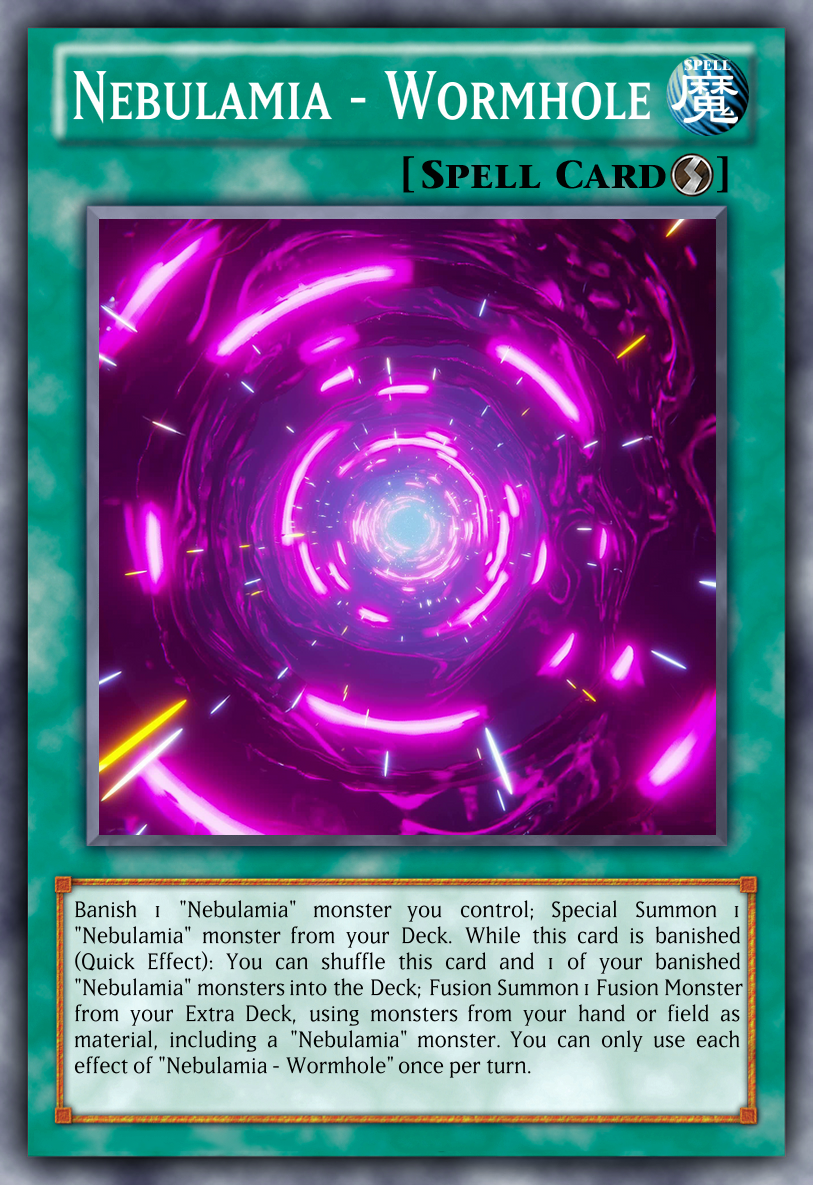 Nebulamia - Wormhole
SPELL
魔
[Spell Card]
Banish 1 "Nebulamia" monster you control; Special Summon 1
"Nebulamia" monster from your Deck. While this card is banished
(Quick Effect): You can shuffle this card and 1 of your banished
"Nebulamia" monsters into the Deck; Fusion Summon 1 Fusion Monster
from your Extra Deck, using monsters from your hand or field as
material, including a "Nebulamia" monster. You can only use each
effect of "Nebulamia - Wormhole" once per turn.